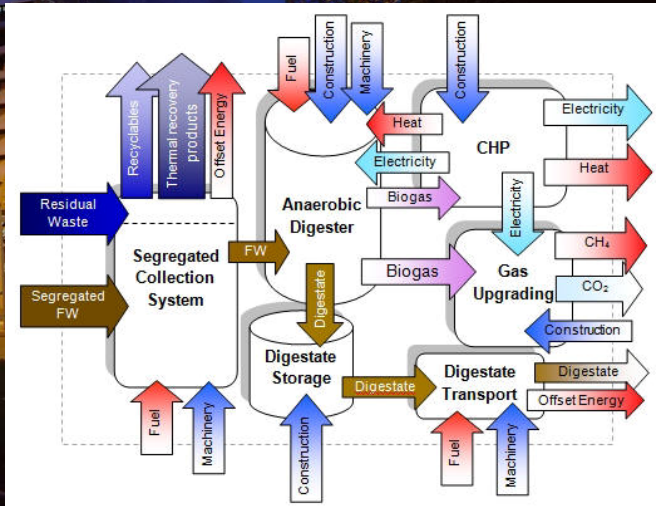 Fuel
Construction
Machinery
Construction
Recyclables
Thermal recovery
products
Offset Energy
Heat
Electricity
Biogas
CHP
Electricity
Heat
Residual
Waste
Anaerobic
Digester
Electricity
Segregated
Collection
System
FW
Biogas
Gas
Upgrading
CH₄
CO₂
Construction
Segregated
FW
Digestate
Digestate
Storage
Digestate
Digestate
Transport
Digestate
Offset Energy
Fuel
Machinery
Construction
Fuel
Machinery